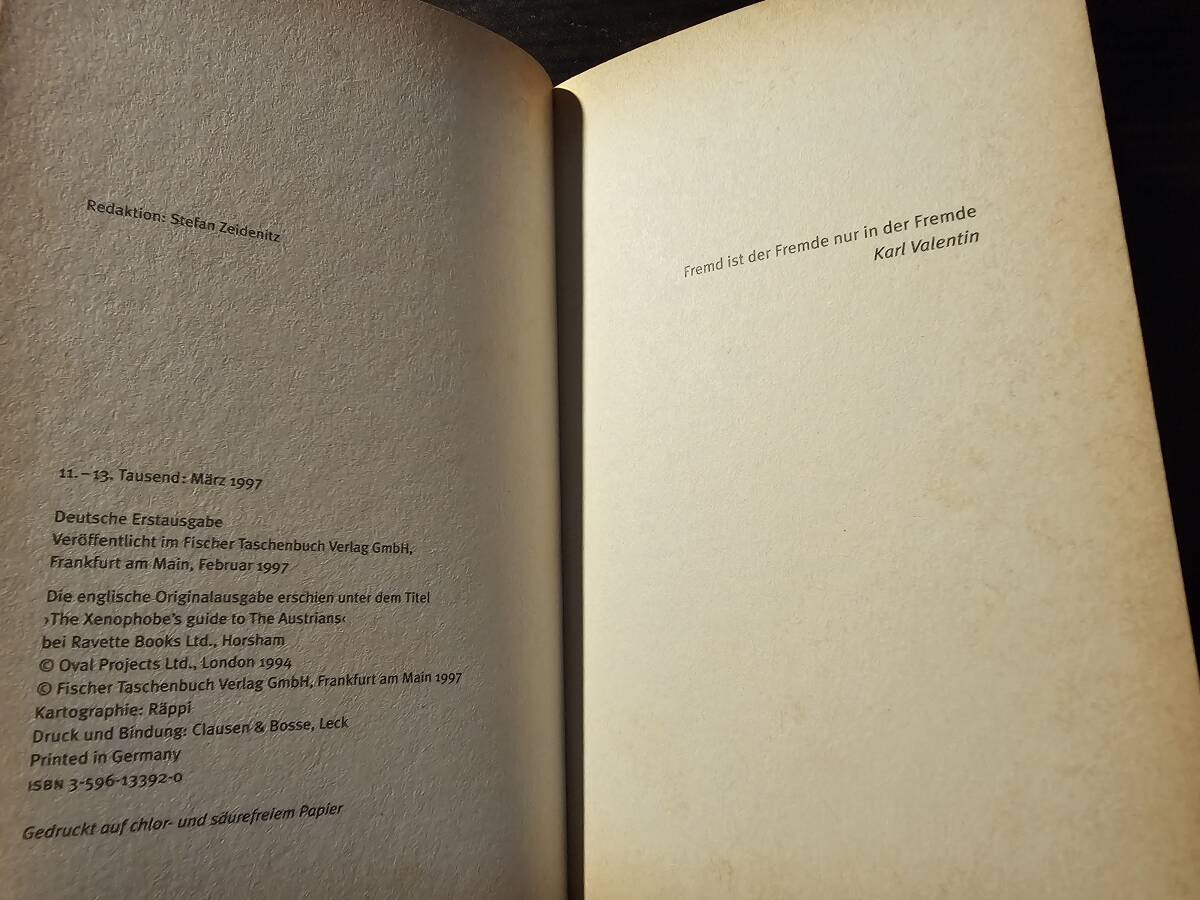 Redaktion: Stefan Zeidenitz
11.–13. Tausend: März 1997
Deutsche Erstausgabe
Veröffentlicht im Fischer Taschenbuch Verlag GmbH,
Frankfurt am Main, Februar 1997
Die englische Originalausgabe erschien unter dem Titel
›The Xenophobe's guide to The Austrians‹
bei Ravette Books Ltd., Horsham
© Oval Projects Ltd., London 1994
© Fischer Taschenbuch Verlag GmbH, Frankfurt am Main 1997
Kartographie: Räppi
Druck und Bindung: Clausen & Bosse, Leck
Printed in Germany
ISBN 3-596-13392-0
Gedruckt auf chlor- und säurefreiem Papier
Fremd ist der Fremde nur in der Fremde
Karl Valentin